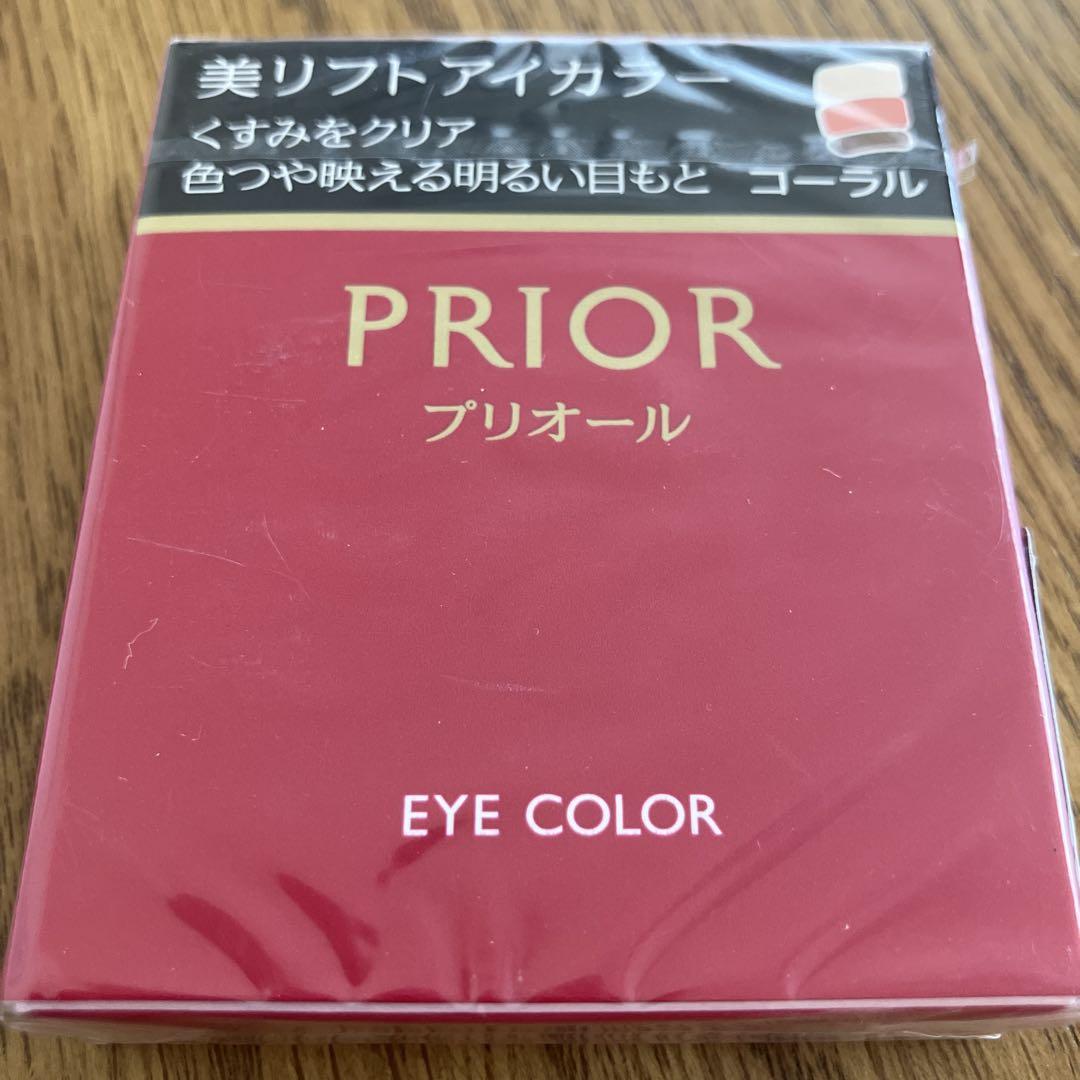 美リフトアイカラー
くすみをクリア
色つや映える明るい目もと コーラル
PRIOR
プリオール
EYE COLOR